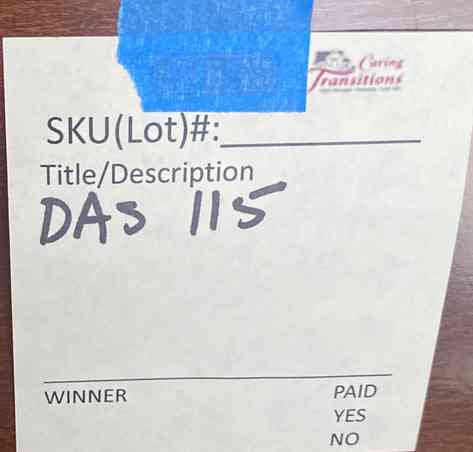 Caring
Transitions
SKU(Lot)#:
Title/Description
DAS 115
WINNER
PAID
YES
NO